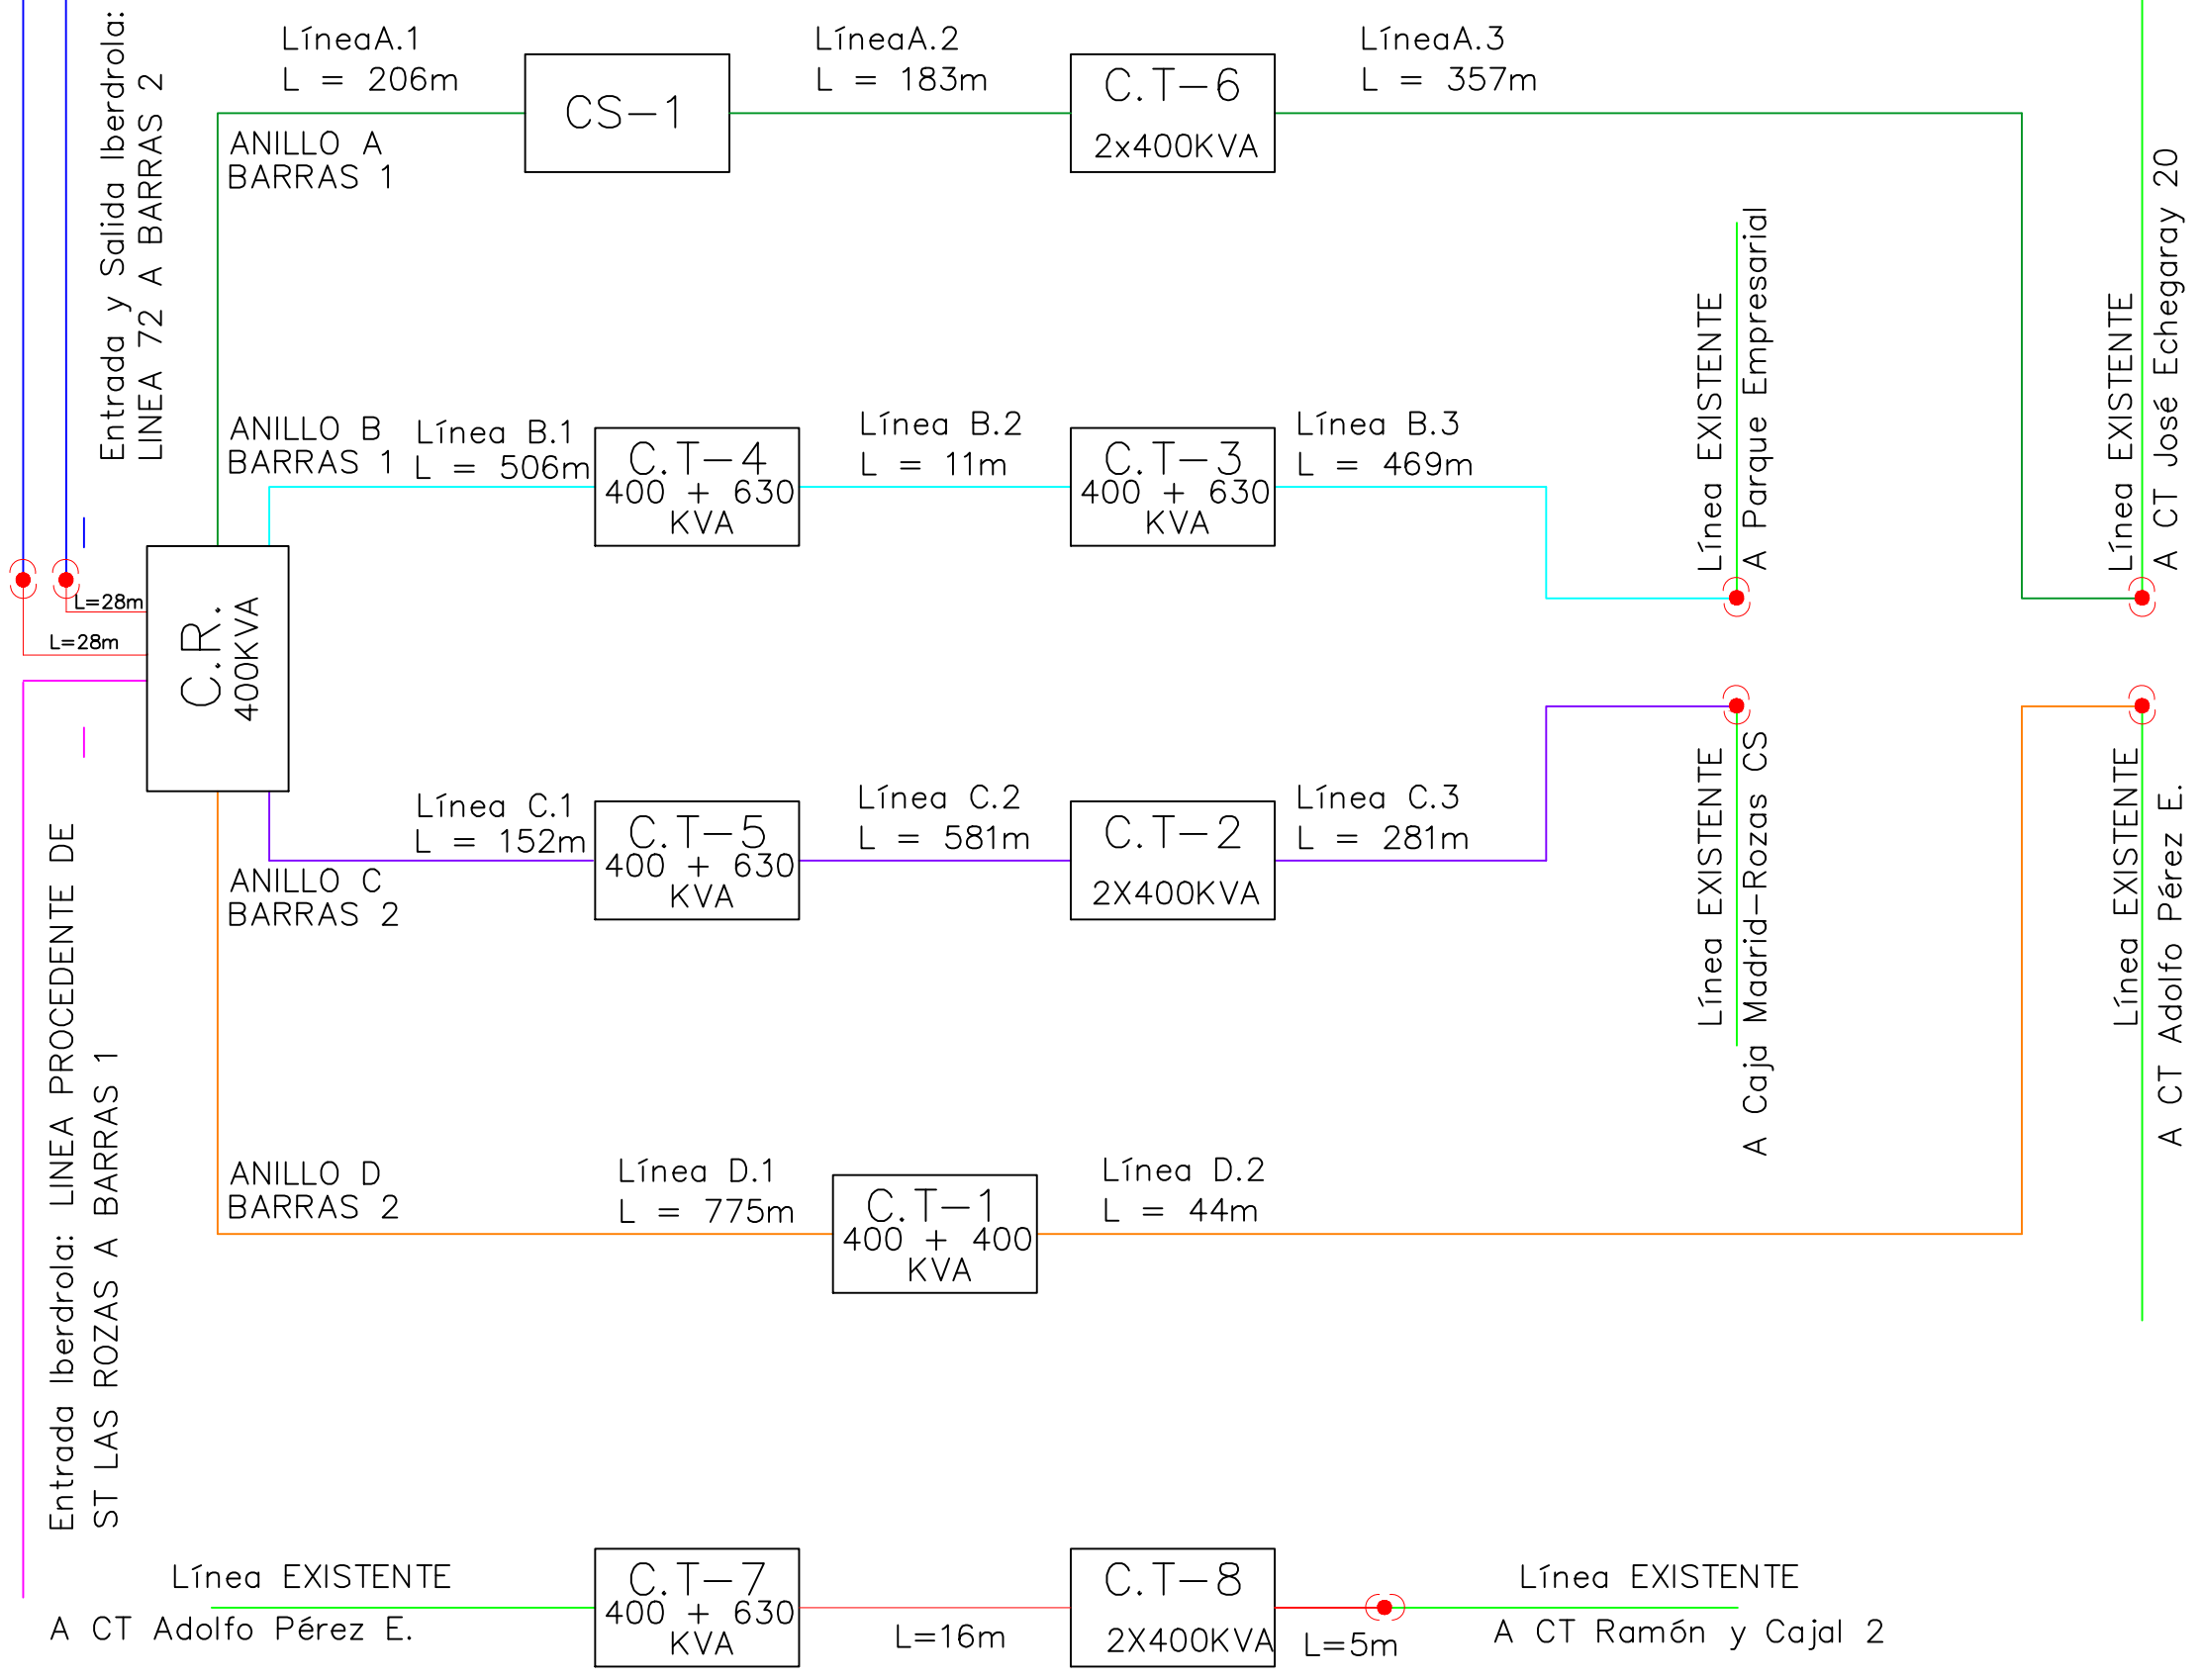 Entrada y Salida Iberdrola:
LINEA 72 A BARRAS 2
LíneaA.1
L = 206m
CS-1
LíneaA.2
L = 183m
C.T-6
2x400KVA
LíneaA.3
L = 357m
ANILLO A
BARRAS 1
ANILLO B
BARRAS 1
Línea B.1
L = 506m
C.T-4
400 + 630
KVA
Línea B.2
L = 11m
C.T-3
400 + 630
KVA
Línea B.3
L = 469m
Línea EXISTENTE
A Parque Empresarial
Línea EXISTENTE
A CT José Echegaray 20
L=28m
L=28m
C.R.
400KVA
Línea C.1
L = 152m
C.T-5
400 + 630
KVA
Línea C.2
L = 581m
C.T-2
2X400KVA
Línea C.3
L = 281m
ANILLO C
BARRAS 2
Línea EXISTENTE
A Caja Madrid-Rozas CS
Línea EXISTENTE
A CT Adolfo Pérez E.
Entrada Iberdrola: LINEA PROCEDENTE DE
ST LAS ROZAS A BARRAS 1
ANILLO D
BARRAS 2
Línea D.1
L = 775m
C.T-1
400 + 400
KVA
Línea D.2
L = 44m
Línea EXISTENTE
A CT Adolfo Pérez E.
C.T-7
400 + 630
KVA
L=16m
C.T-8
2X400KVA
L=5m
Línea EXISTENTE
A CT Ramón y Cajal 2